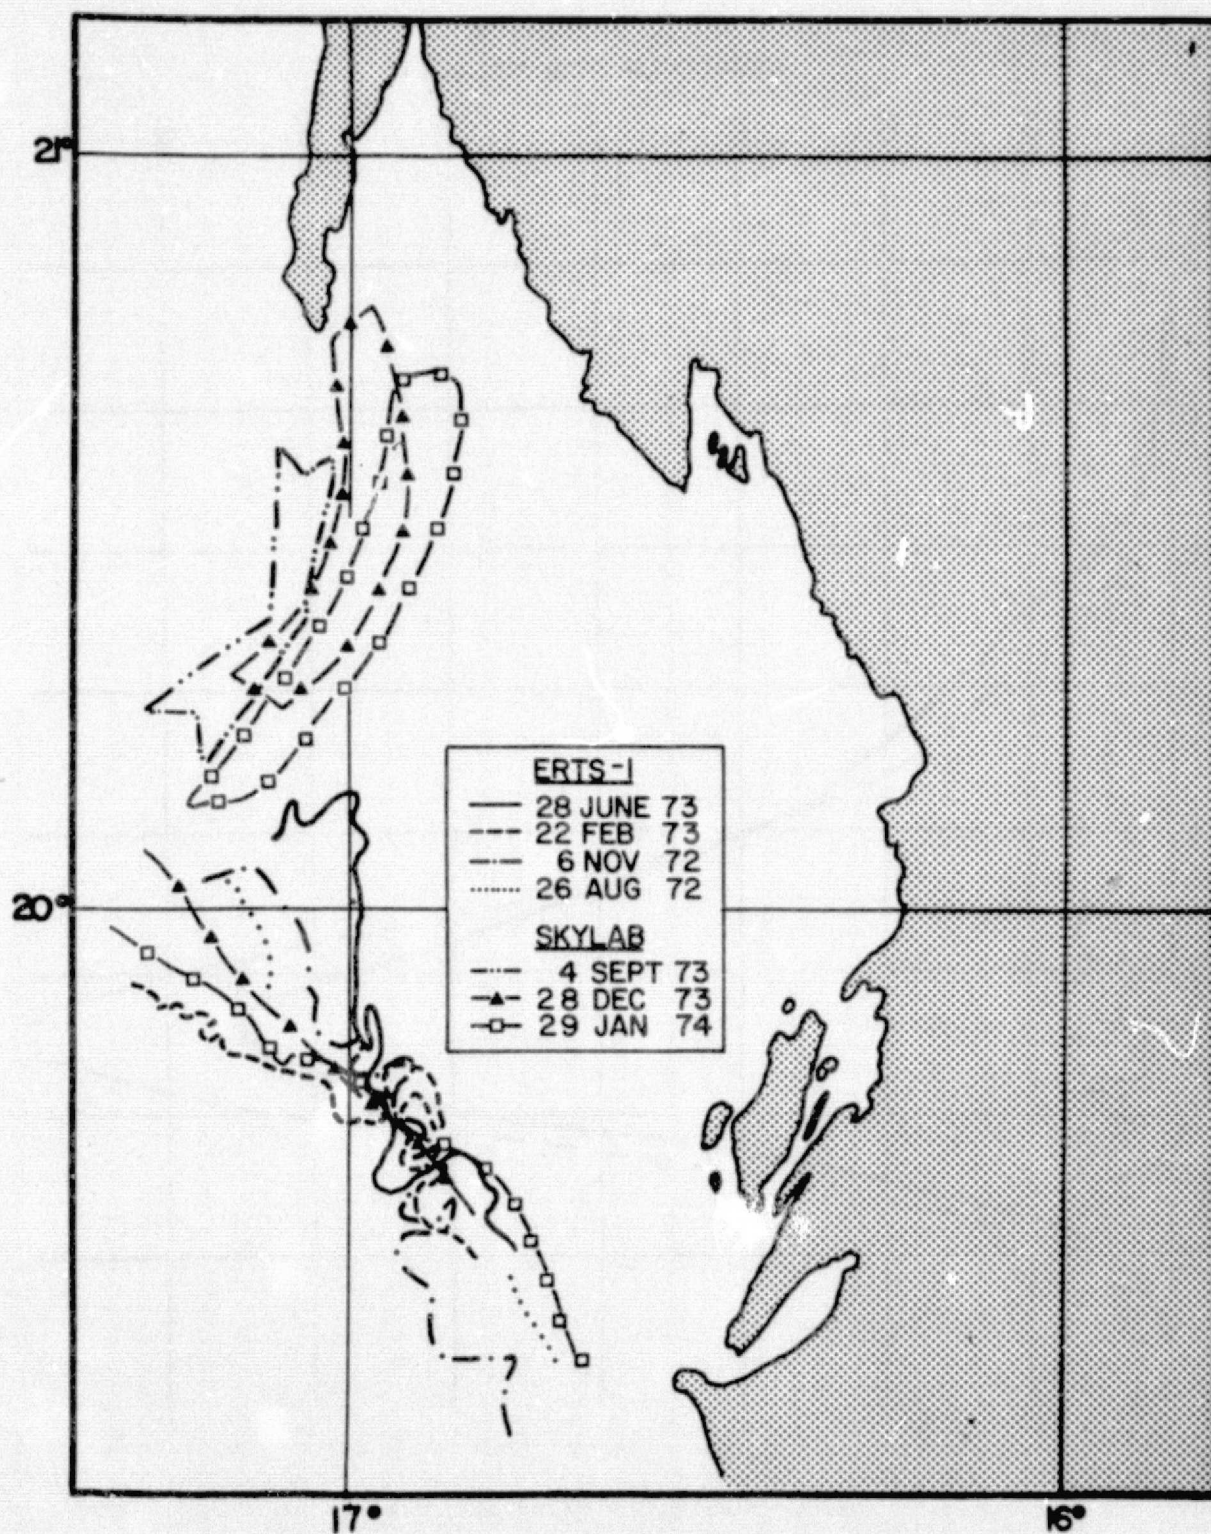 21°
ERTS-1
28 JUNE 73
22 FEB 73
6 NOV 72
26 AUG 72
20°
SKYLAB
4 SEPT 73
28 DEC 73
29 JAN 74
17° 16°